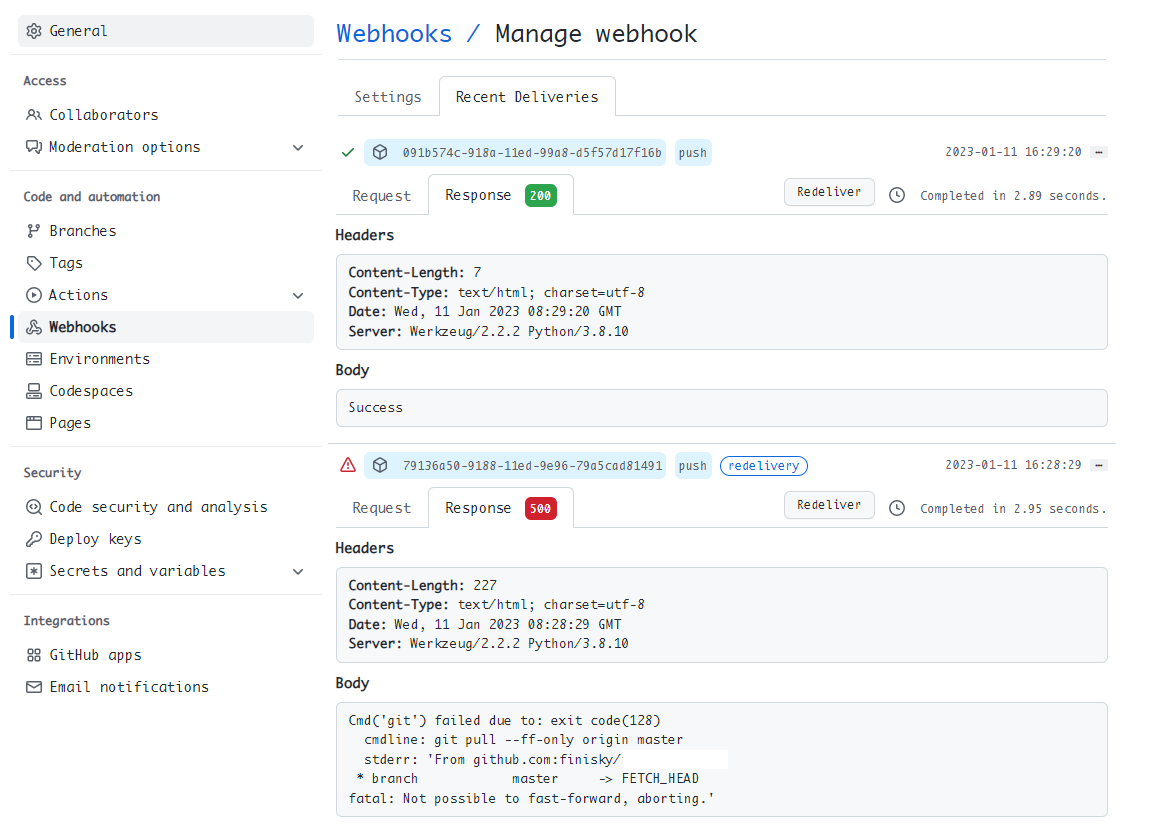 General
Access
Collaborators
Moderation options
Code and automation
Branches
Tags
Actions
Webhooks
Environments
Codespaces
Pages
Security
Code security and analysis
Deploy keys
Secrets and variables
Integrations
GitHub apps
Email notifications
Webhooks / Manage webhook
Settings Recent Deliveries
091b574c-918a-11ed-99a8-d5f57d17f16b push 2023-01-11 16:29:20
Request Response 200 Redeliver Completed in 2.89 seconds.
Headers
Content-Length: 7
Content-Type: text/html; charset=utf-8
Date: Wed, 11 Jan 2023 08:29:20 GMT
Server: Werkzeug/2.2.2 Python/3.8.10
Body
Success
79136a50-9188-11ed-9e96-79a5cad81491 push redelivery 2023-01-11 16:28:29
Request Response 500 Redeliver Completed in 2.95 seconds.
Headers
Content-Length: 227
Content-Type: text/html; charset=utf-8
Date: Wed, 11 Jan 2023 08:28:29 GMT
Server: Werkzeug/2.2.2 Python/3.8.10
Body
Cmd('git') failed due to: exit code(128)
cmdline: git pull --ff-only origin master
stderr: 'From github.com:finisky/
* branch master -> FETCH_HEAD
fatal: Not possible to fast-forward, aborting.'